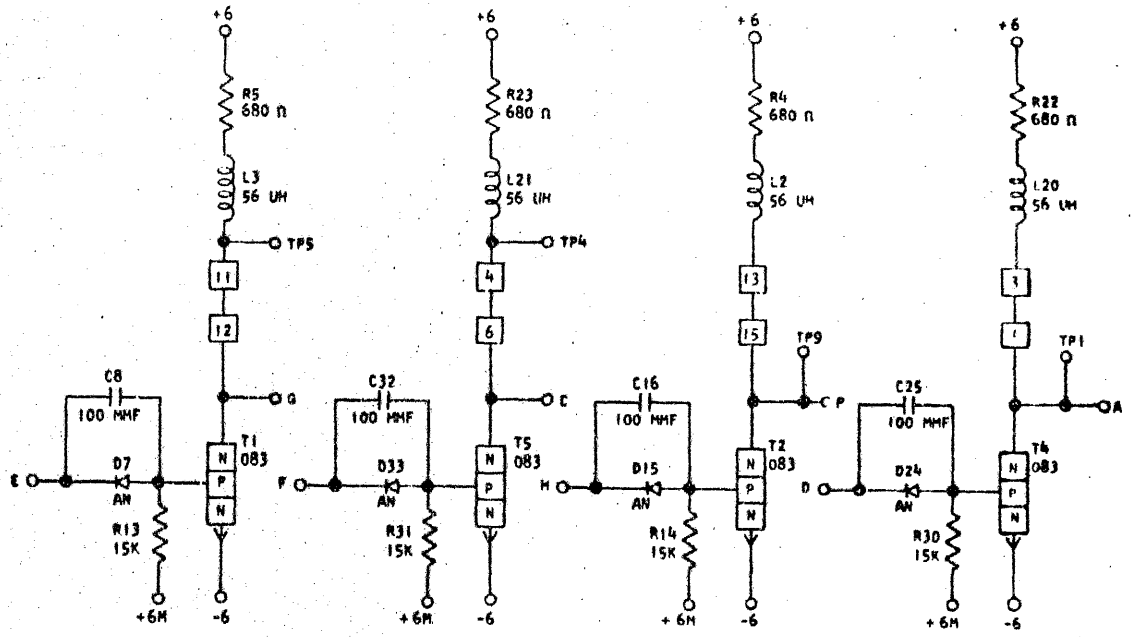 +6
R5
680 Ω
L3
56 UH
TP5
11
12
C8
100 MMF
G
E
D7
AN
T1
083
N
P
N
R13
15K
+6M
-6
+6
R23
680 Ω
L21
56 UH
TP4
4
6
C32
100 MMF
C
F
D33
AN
T5
083
N
P
N
R31
15K
+6M
-6
+6
R4
680 Ω
L2
56 UH
13
15
TP9
C16
100 MMF
P
H
D15
AN
T2
083
N
P
N
R14
15K
+6M
-6
+6
R22
680 Ω
L20
56 UH
3
1
TP1
C25
100 MMF
A
D
D24
AN
T4
083
N
P
N
R30
15K
+6M
-6